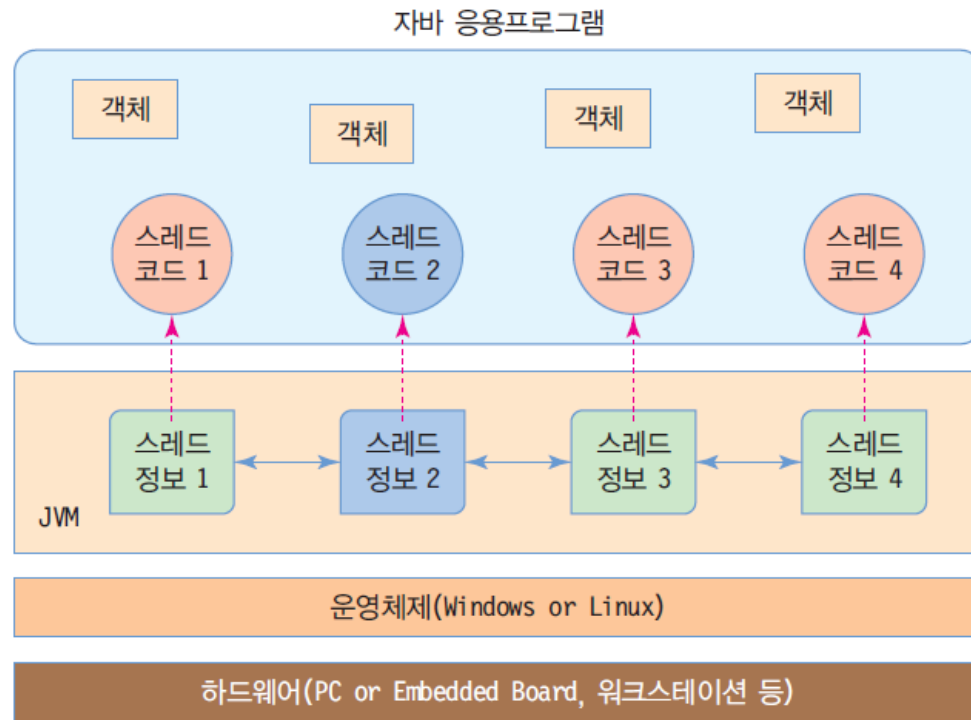 자바 응용프로그램
객체
객체
객체
객체
스레드
코드 1
스레드
코드 2
스레드
코드 3
스레드
코드 4
스레드
정보 1
스레드
정보 2
스레드
정보 3
스레드
정보 4
JVM
운영체제(Windows or Linux)
하드웨어(PC or Embedded Board, 워크스테이션 등)